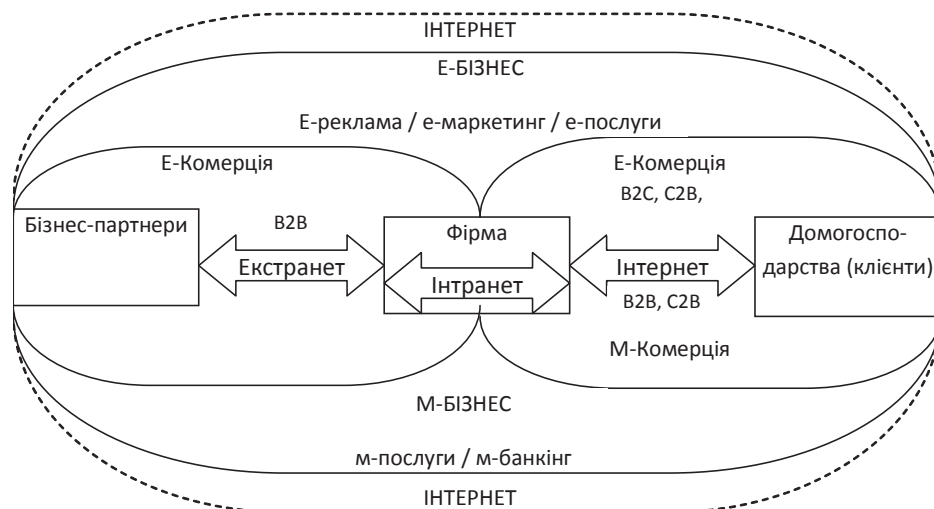 ІНТЕРНЕТ
Е-БІЗНЕС
Е-реклама / е-маркетинг / е-послуги
Е-Комерція
Е-Комерція
B2C, C2B,
Бізнес-партнери
B2B
Фірма
Домогоспо-
дарства (клієнти)
Екстранет
Інтранет
Інтернет
B2B, C2B
М-Комерція
М-БІЗНЕС
м-послуги / м-банкінг
ІНТЕРНЕТ